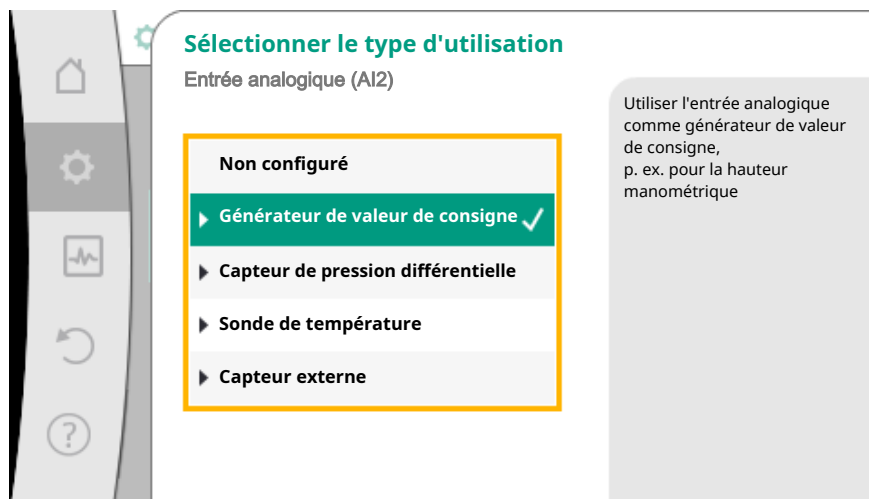 Sélectionner le type d'utilisation
Entrée analogique (AI2)
Non configuré
Générateur de valeur de consigne
Capteur de pression différentielle
Sonde de température
Capteur externe
Utiliser l'entrée analogique
comme générateur de valeur
de consigne,
p. ex. pour la hauteur
manométrique
?